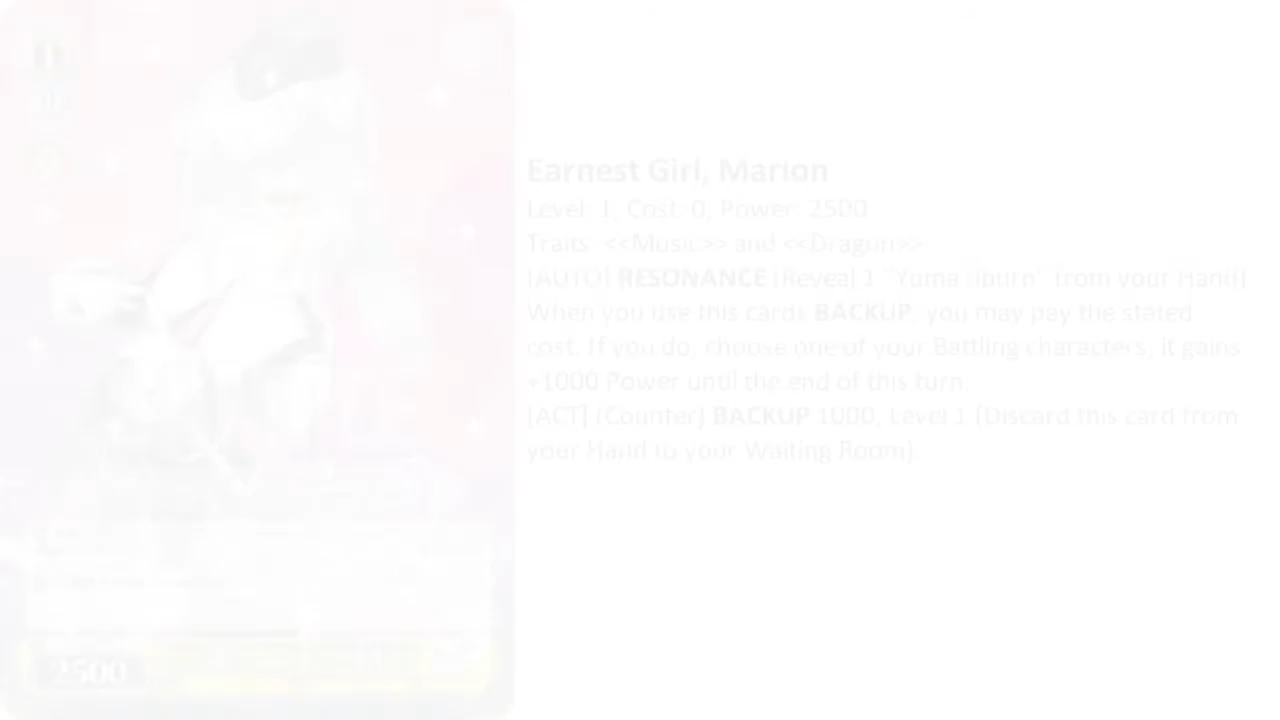 Earnest Girl, Marion
Level: 1, Cost: 0, Power: 2500
Traits: <<Music>> and <<Dragon>>
[AUTO] RESONANCE [Reveal 1 "Yuma Ilburn" from your Hand]
When you use this cards BACKUP, you may pay the stated
cost. If you do, choose one of your Battling characters, it gains
+1000 Power until the end of this turn.
[ACT] [Counter] BACKUP 1000, Level 1 [Discard this card from
your Hand to your Waiting Room].
2500